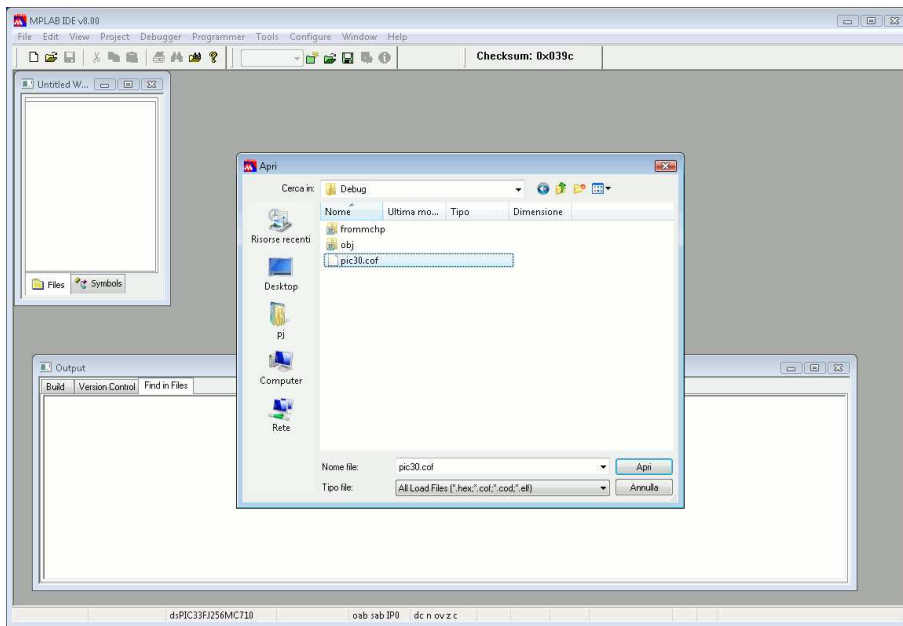 MPLAB IDE v8.00
File Edit View Project Debugger Programmer Tools Configure Window Help
Checksum: 0x039c
Untitled W...
Files Symbols
Apri
Cerca in: Debug
Nome Ultima mo... Tipo Dimensione
Risorse recenti
Desktop
pj
Computer
Rete
frommchp
obj
pic30.cof
Nome file: pic30.cof Apri
Tipo file: All Load Files (*.hex;*.cof;*.cod;*.elf) Annulla
Output
Build Version Control Find in Files
dsPIC33FJ256MC710 oab sab IP0 dc n ov z c